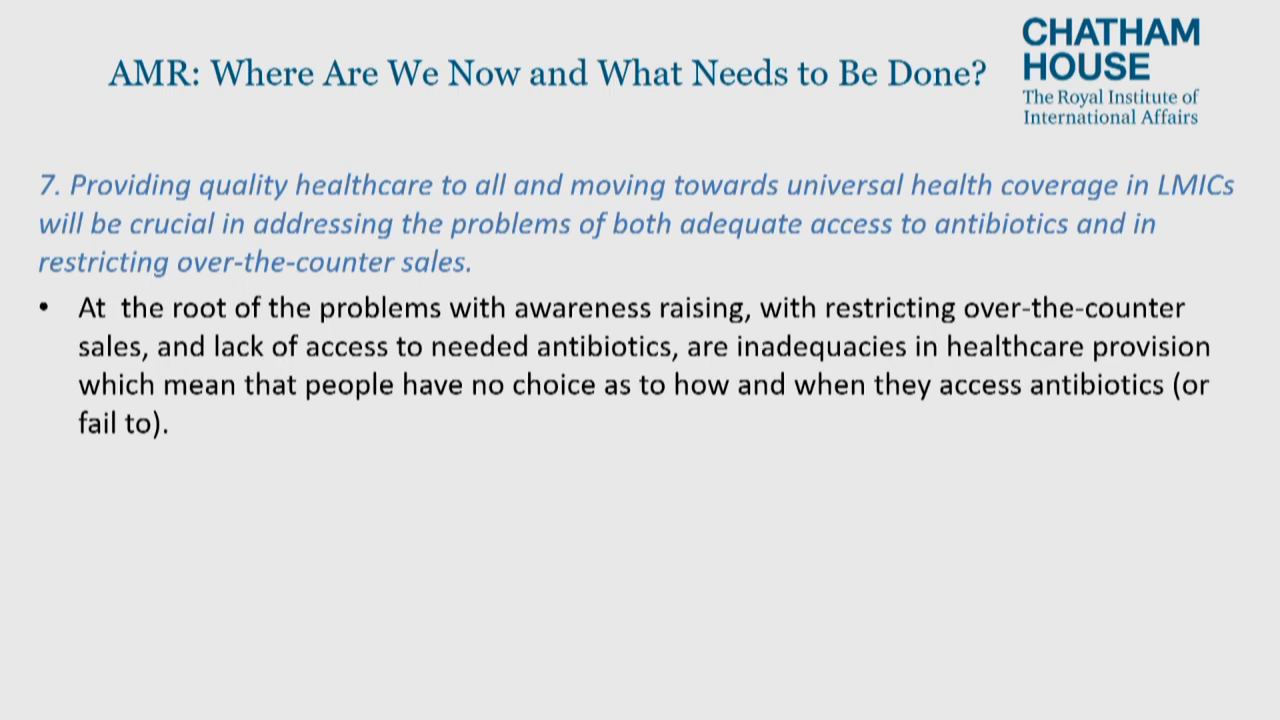 AMR: Where Are We Now and What Needs to Be Done?
CHATHAM
HOUSE
The Royal Institute of
International Affairs
7. Providing quality healthcare to all and moving towards universal health coverage in LMICs
will be crucial in addressing the problems of both adequate access to antibiotics and in
restricting over-the-counter sales.
• At  the root of the problems with awareness raising, with restricting over-the-counter
sales, and lack of access to needed antibiotics, are inadequacies in healthcare provision
which mean that people have no choice as to how and when they access antibiotics (or
fail to).